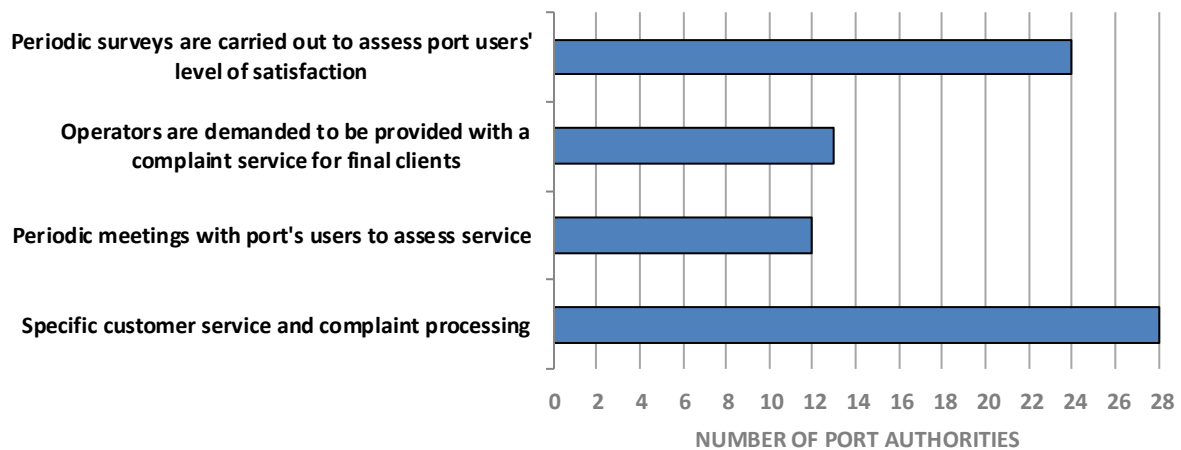 Periodic surveys are carried out to assess port users'
level of satisfaction
Operators are demanded to be provided with a
complaint service for final clients
Periodic meetings with port's users to assess service
Specific customer service and complaint processing
0 2 4 6 8 10 12 14 16 18 20 22 24 26 28
NUMBER OF PORT AUTHORITIES